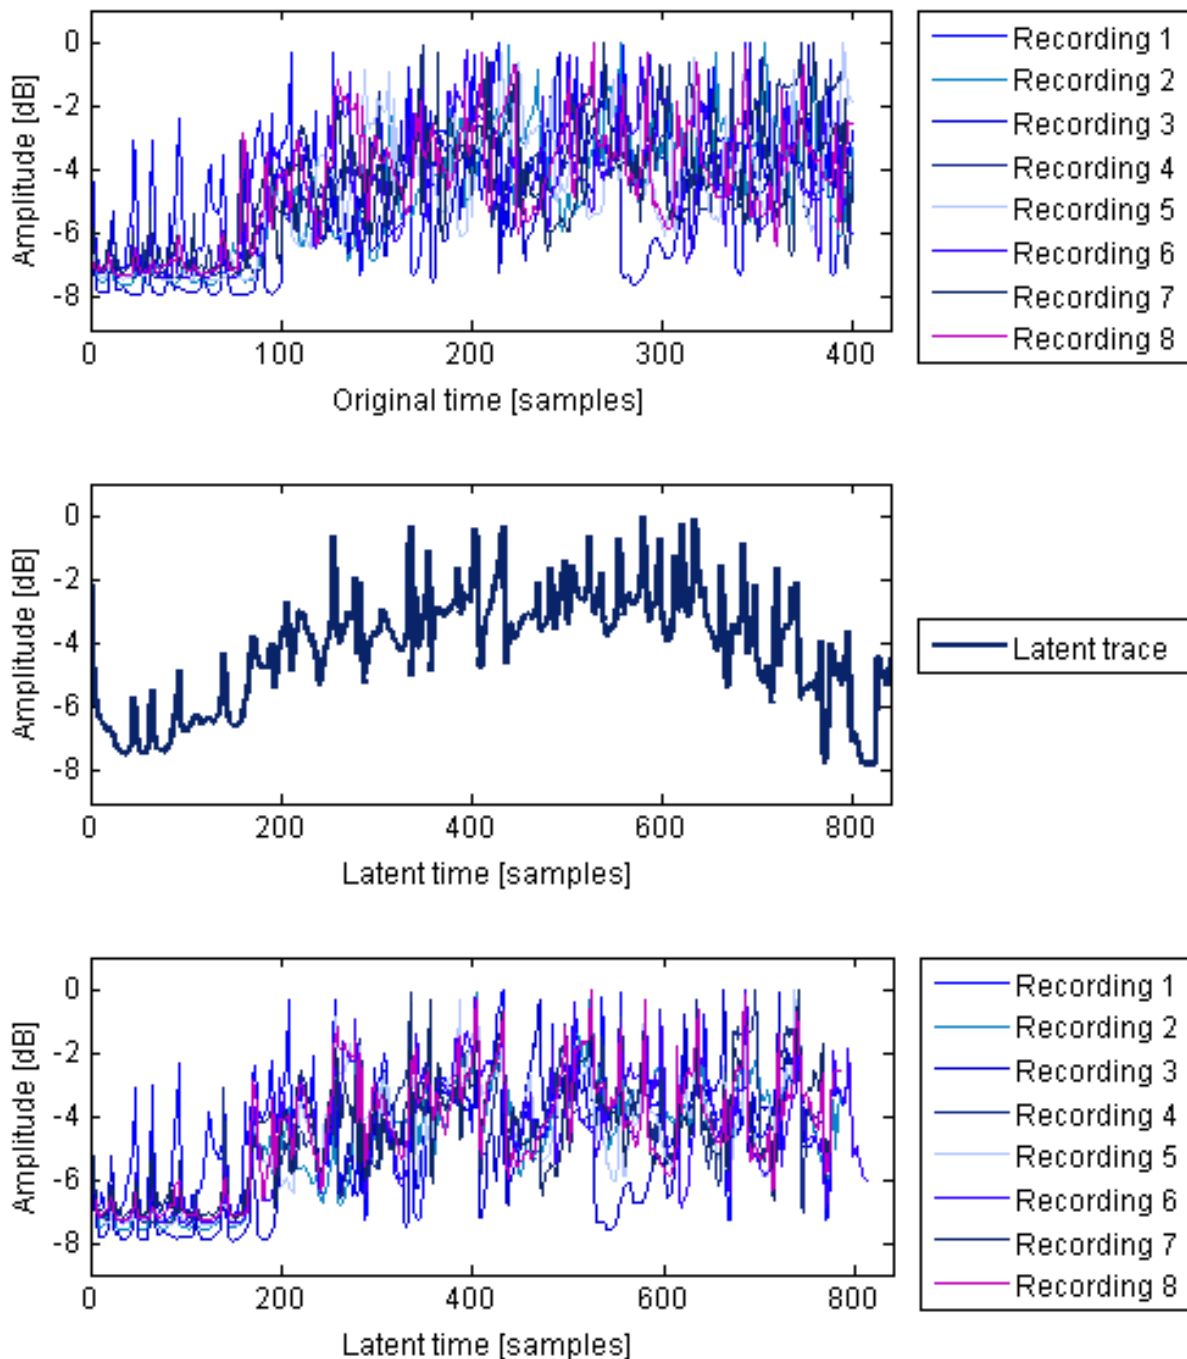 Amplitude [dB]
0
-2
-4
-6
-8
0 100 200 300 400
Original time [samples]
Recording 1
Recording 2
Recording 3
Recording 4
Recording 5
Recording 6
Recording 7
Recording 8
Amplitude [dB]
0
-2
-4
-6
-8
0 200 400 600 800
Latent time [samples]
Latent trace
Amplitude [dB]
0
-2
-4
-6
-8
0 200 400 600 800
Latent time [samples]
Recording 1
Recording 2
Recording 3
Recording 4
Recording 5
Recording 6
Recording 7
Recording 8